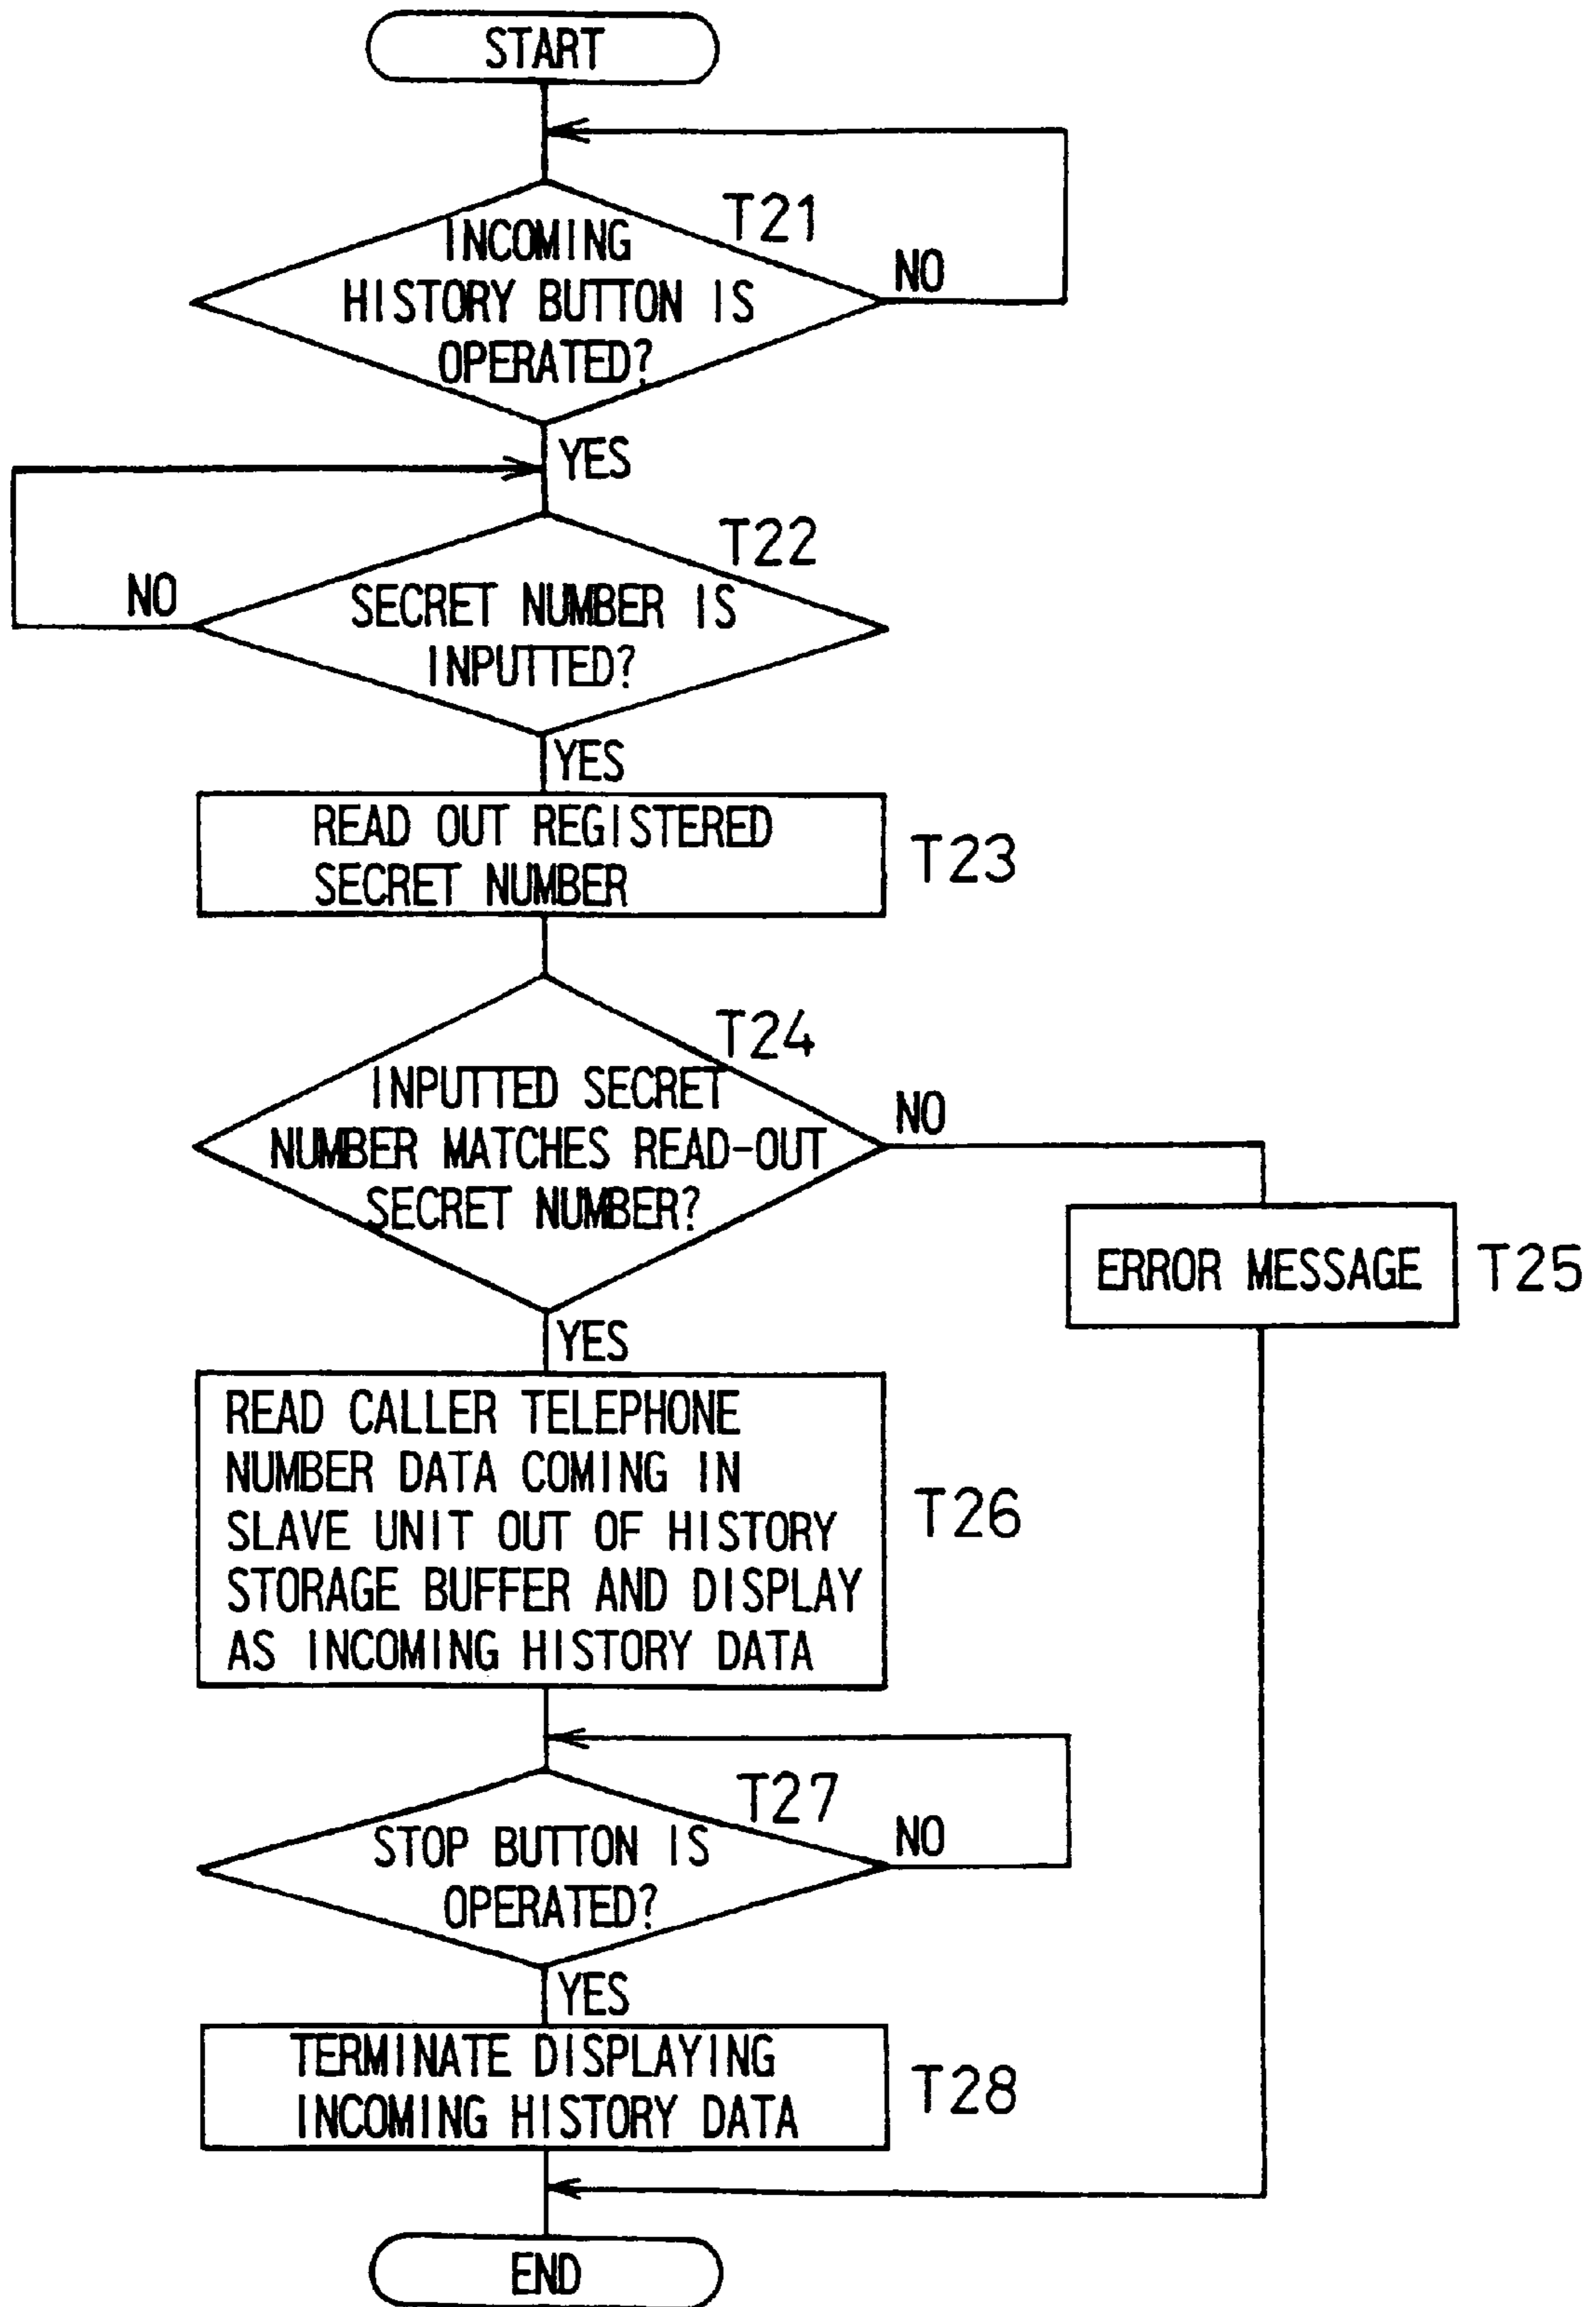 START
T21
INCOMING
HISTORY BUTTON IS
OPERATED?
NO
YES
T22
NO
SECRET NUMBER IS
INPUTTED?
YES
READ OUT REGISTERED
SECRET NUMBER
T23
T24
INPUTTED SECRET
NUMBER MATCHES READ-OUT
SECRET NUMBER?
NO
ERROR MESSAGE
T25
YES
READ CALLER TELEPHONE
NUMBER DATA COMING IN
SLAVE UNIT OUT OF HISTORY
STORAGE BUFFER AND DISPLAY
AS INCOMING HISTORY DATA
T26
T27
STOP BUTTON IS
OPERATED?
NO
YES
TERMINATE DISPLAYING
INCOMING HISTORY DATA
T28
END